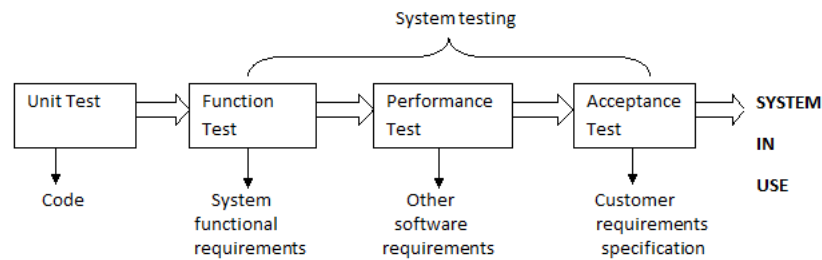 System testing
Unit Test
Function
Test
Performance
Test
Acceptance
Test
SYSTEM
IN
USE
Code
System
functional
requirements
Other
software
requirements
Customer
requirements
specification